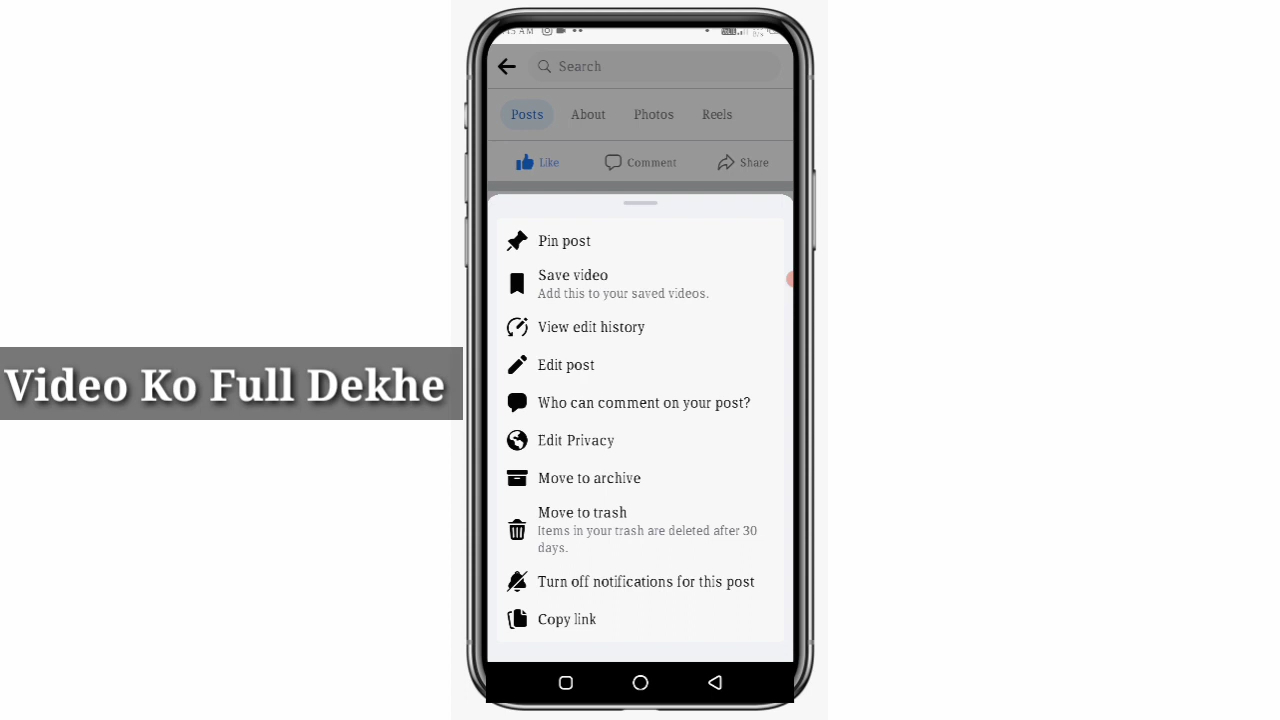 Search
Posts About Photos Reels
Like Comment Share
Pin post
Save video
Add this to your saved videos.
View edit history
Edit post
Video Ko Full Dekhe
Who can comment on your post?
Edit Privacy
Move to archive
Move to trash
Items in your trash are deleted after 30
days.
Turn off notifications for this post
Copy link